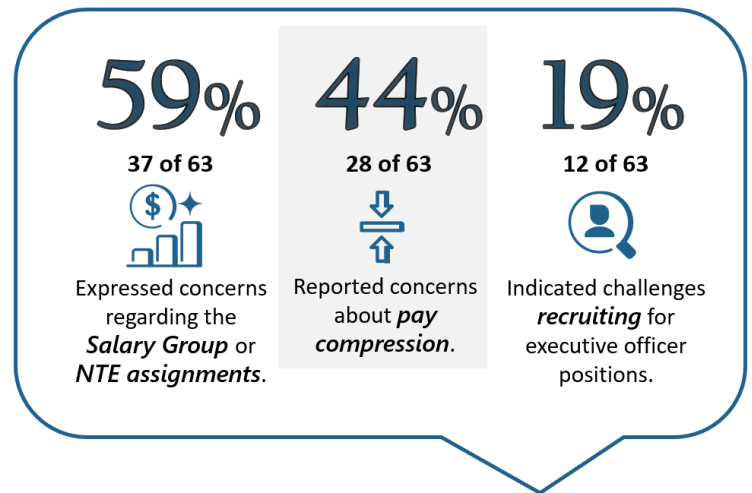 59%
37 of 63
$
Expressed concerns
regarding the
Salary Group or
NTE assignments.
44%
28 of 63
Reported concerns
about pay
compression.
19%
12 of 63
Indicated challenges
recruiting for
executive officer
positions.